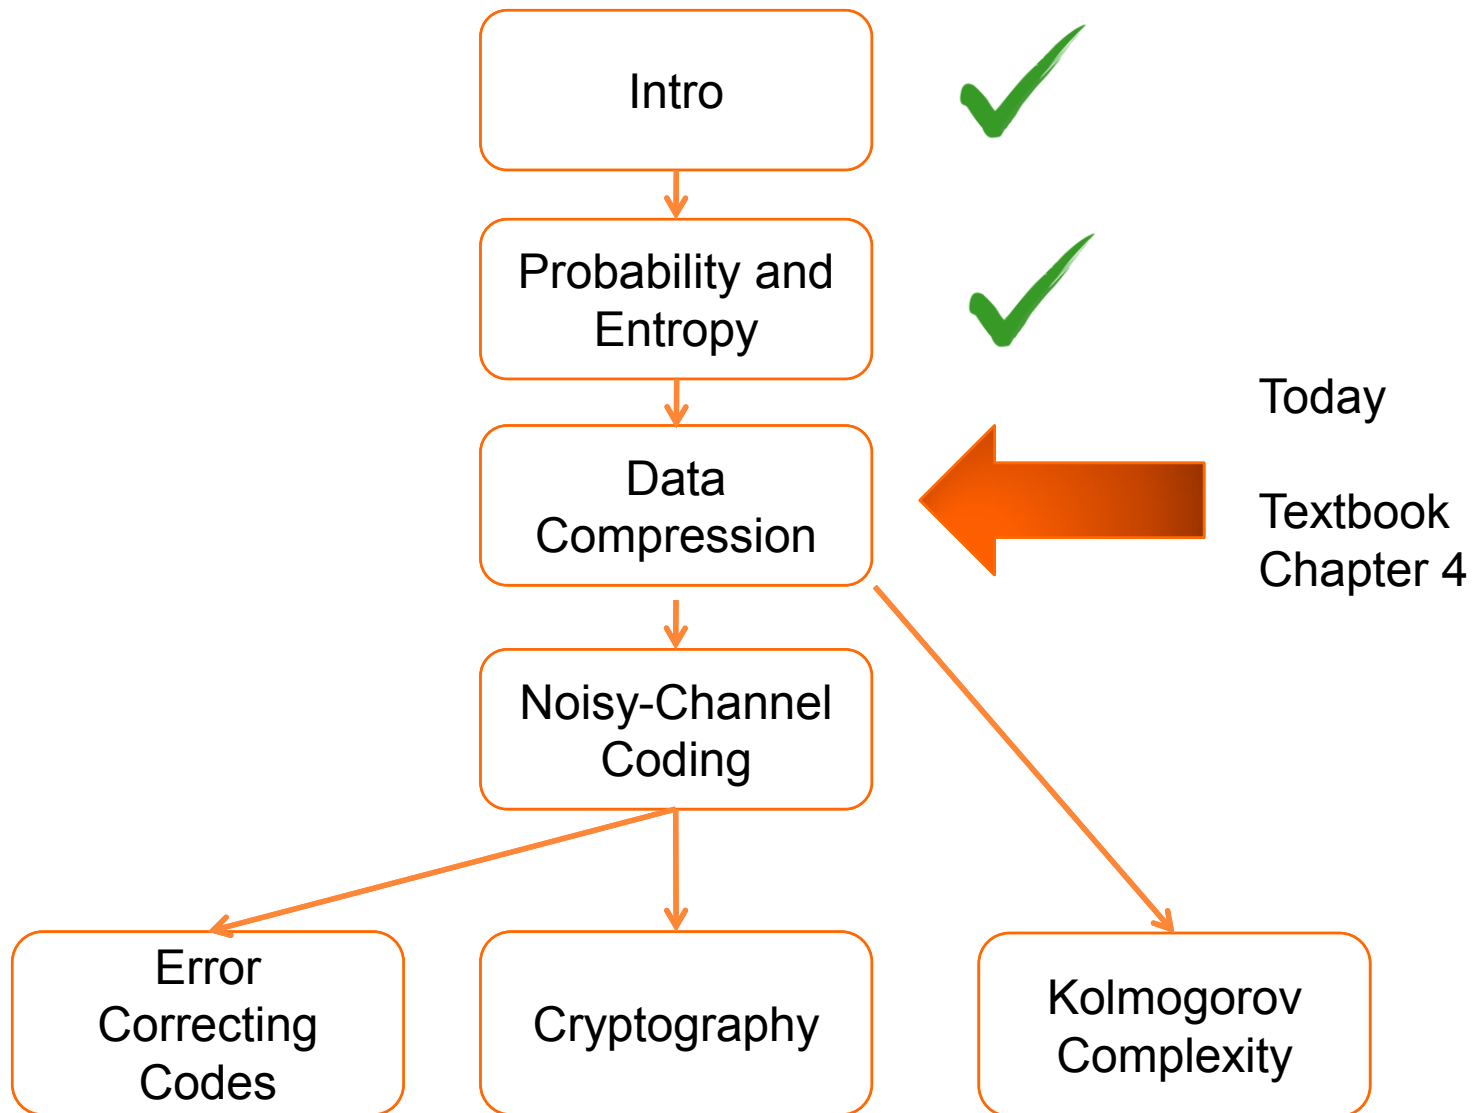 Intro
Probability and
Entropy
Today
Data
Compression
Textbook
Chapter 4
Noisy-Channel
Coding
Error
Correcting
Codes
Cryptography
Kolmogorov
Complexity